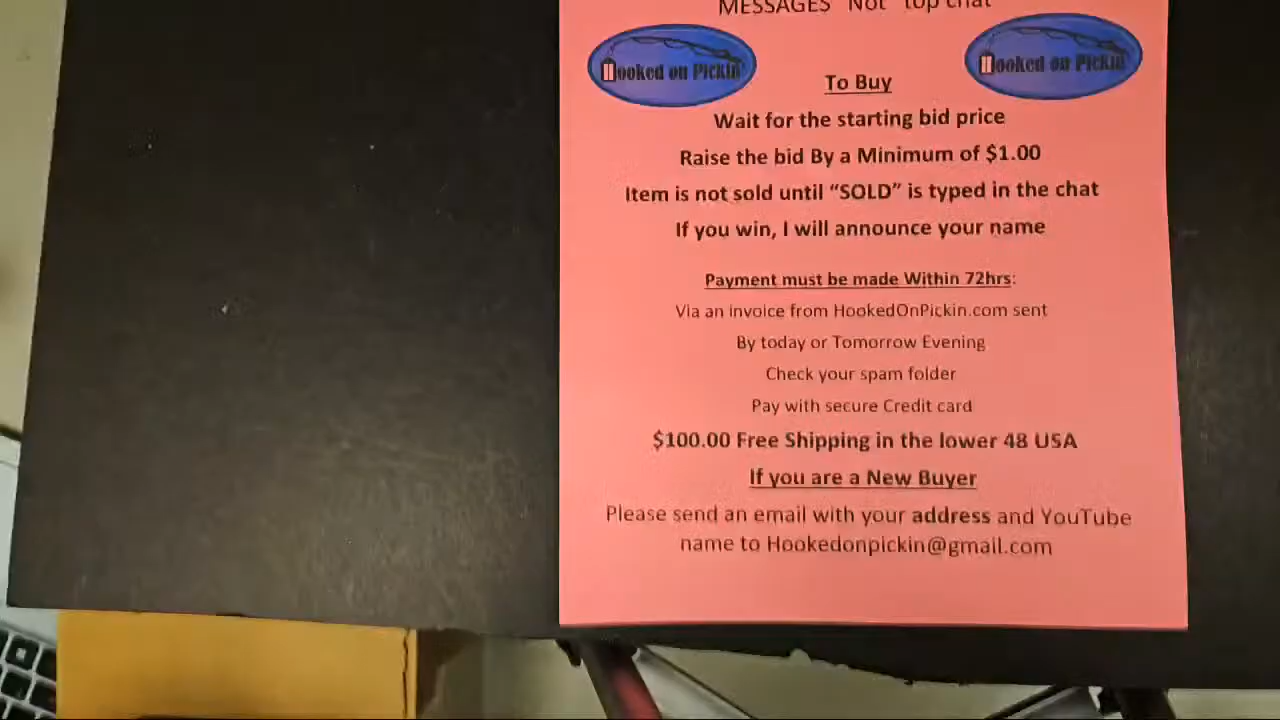 MESSAGES" Not "top chat"
Hooked on Pickin'
Hooked on Pickin'
To Buy
Wait for the starting bid price
Raise the bid By a Minimum of $1.00
Item is not sold until “SOLD” is typed in the chat
If you win, I will announce your name
Payment must be made Within 72hrs:
Via an invoice from HookedOnPickin.com sent
By today or Tomorrow Evening
Check your spam folder
Pay with secure Credit card
$100.00 Free Shipping in the lower 48 USA
If you are a New Buyer
Please send an email with your address and YouTube
name to Hookedonpickin@gmail.com